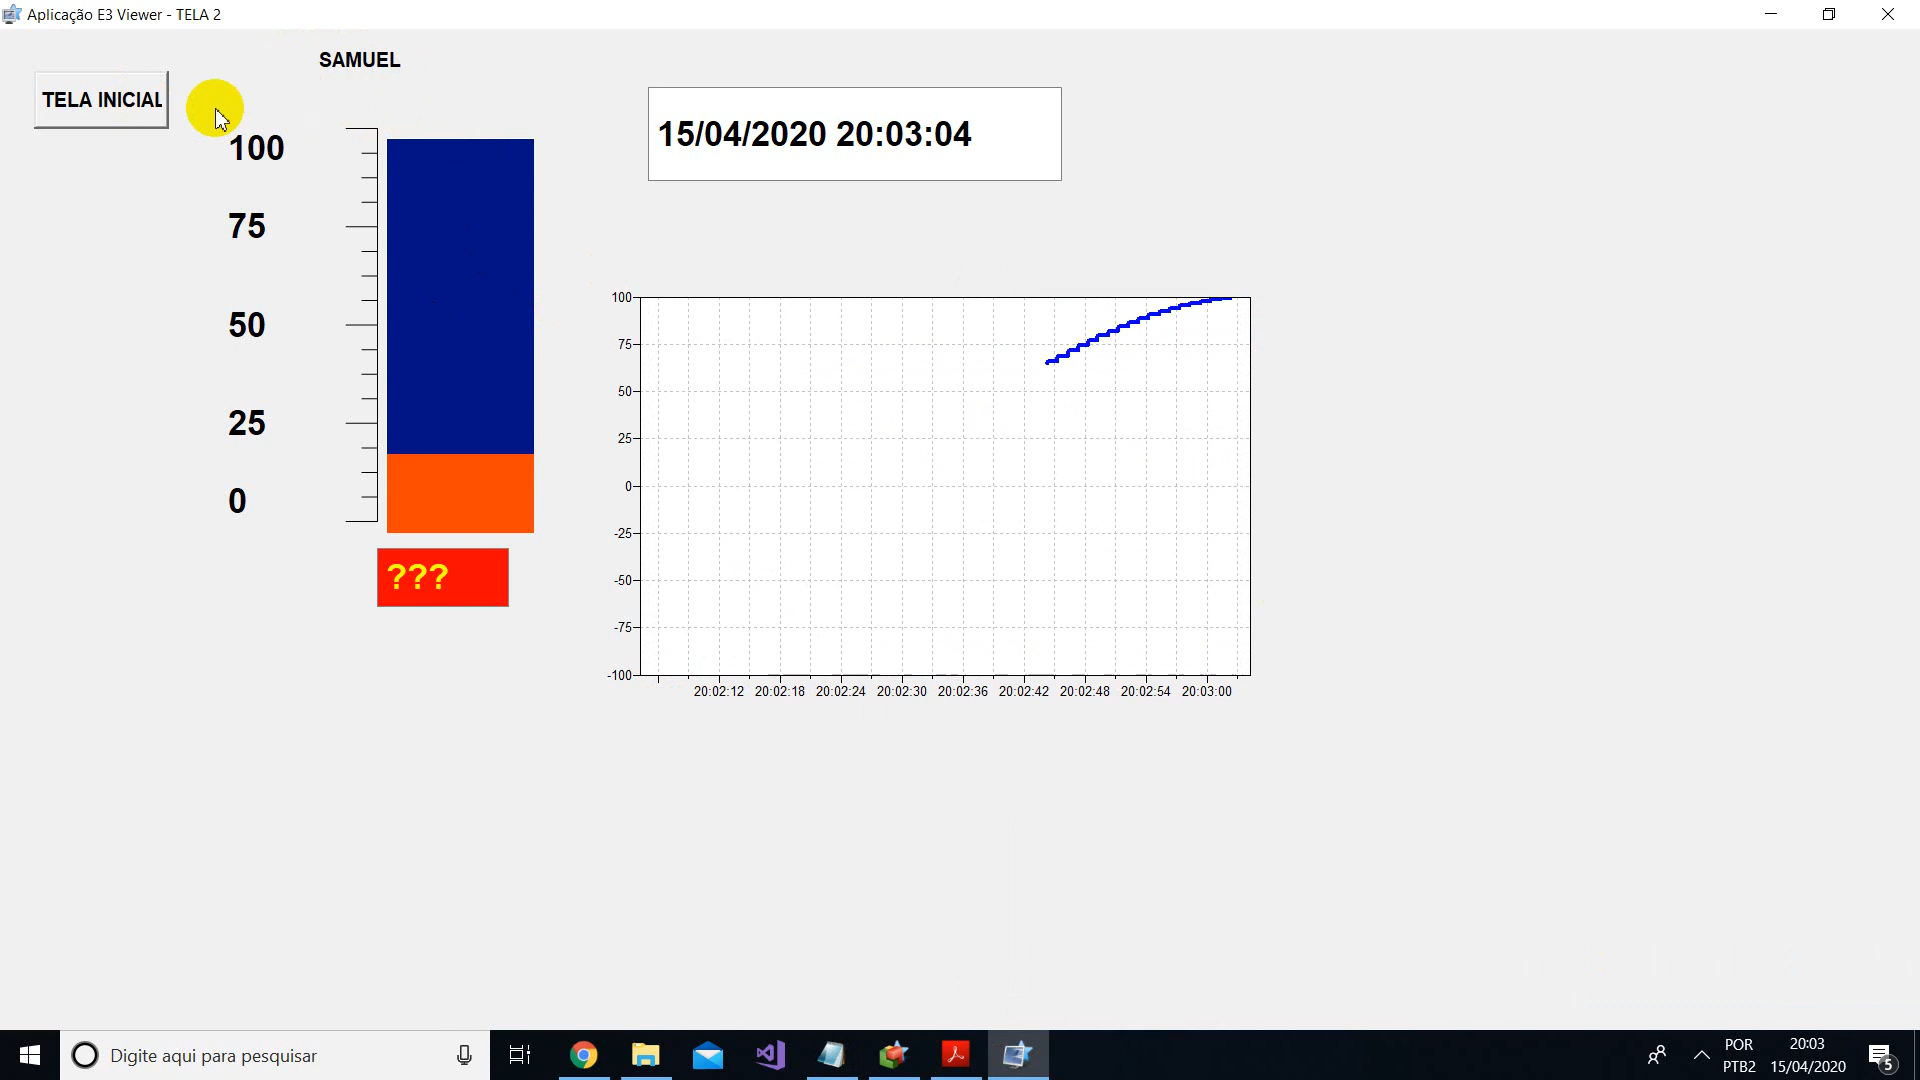 Aplicação E3 Viewer - TELA 2
SAMUEL
TELA INICIAL
15/04/2020 20:03:04
100
75
50
25
0
???
100
75
50
25
0
-25
-50
-75
-100
20:02:12 20:02:18 20:02:24 20:02:30 20:02:36 20:02:42 20:02:48 20:02:54 20:03:00
Digite aqui para pesquisar
POR
PTB2
20:03
15/04/2020
5